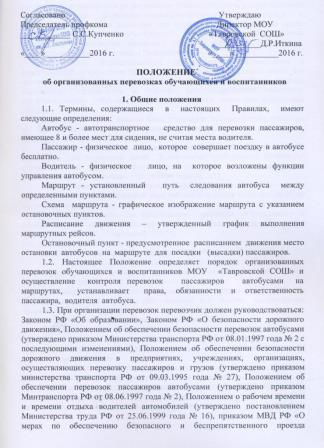 Согласовано Утверждаю
Председатель профкома Директор МОУ
С.С.Купченко «Тавровской СОШ»
Д.Р.Иткина
2016 г. 2016 г.
ПОЛОЖЕНИЕ
об организованных перевозках обучающихся и воспитанников
1. Общие положения
1.1. Термины, содержащиеся в настоящих Правилах, имеют
следующие определения:
Автобус - автотранспортное средство для перевозки пассажиров,
имеющее 8 и более мест для сидения, не считая места водителя.
Пассажир - физическое лицо, которое совершает поездку в автобусе
бесплатно.
Водитель - физическое лицо, на которое возложены функции
управления автобусом.
Маршрут - установленный путь следования автобуса между
определенными пунктами.
Схема маршрута - графическое изображение маршрута с указанием
остановочных пунктов.
Расписание движения – утвержденный график выполнения
маршрутных рейсов.
Остановочный пункт - предусмотренное расписанием движения место
остановки автобусов на маршруте для посадки (высадки) пассажиров.
1.2. Настоящее Положение определяет порядок организованных
перевозок обучающихся и воспитанников МОУ «Тавровской СОШ» и
осуществление контроля перевозок пассажиров автобусами на
маршрутах, устанавливает права, обязанности и ответственность
пассажира, водителя автобуса.
1.3. При организации перевозок перевозчик должен руководствоваться:
Законом РФ «Об образовании», Законом РФ «О безопасности дорожного
движения», Положением об обеспечении безопасности перевозок автобусами
(утверждено приказом Министерства транспорта РФ от 08.01.1997 года № 2 с
последующими изменениями), Положением об обеспечении безопасности
дорожного движения в предприятиях, учреждениях, организациях,
осуществляющих перевозку пассажиров и грузов (утверждено приказом
министерства транспорта РФ от 09.03.1995 года № 27), Положением об
обеспечении перевозок пассажиров автобусами (утверждено приказом
Минтранспорта РФ от 08.06.1997 года № 2), Положением о рабочем времени
и времени отдыха водителей автомобилей (утверждено постановлением
Министерства труда РФ от 25.06.1999 года № 16), приказом МВД РФ «О
мерах по обеспечению безопасного и беспрепятственного проезда